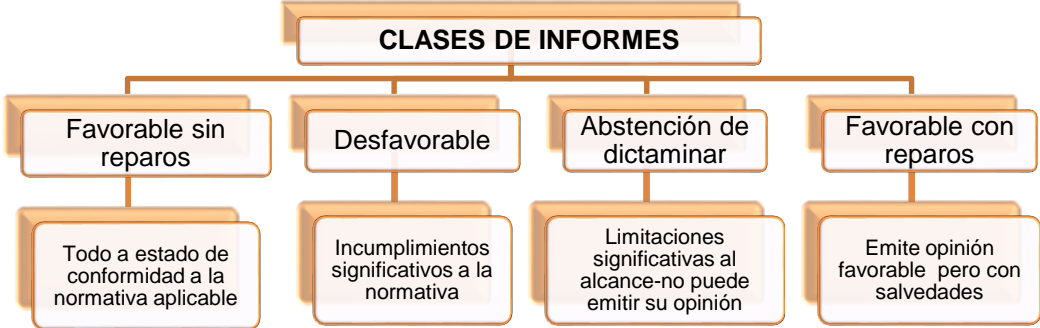 CLASES DE INFORMES
Favorable sin
reparos
Desfavorable
Abstención de
dictaminar
Favorable con
reparos
Todo a estado de
conformidad a la
normativa aplicable
Incumplimientos
significativos a la
normativa
Limitaciones
significativas al
alcance-no puede
emitir su opinión
Emite opinión
favorable pero con
salvedades